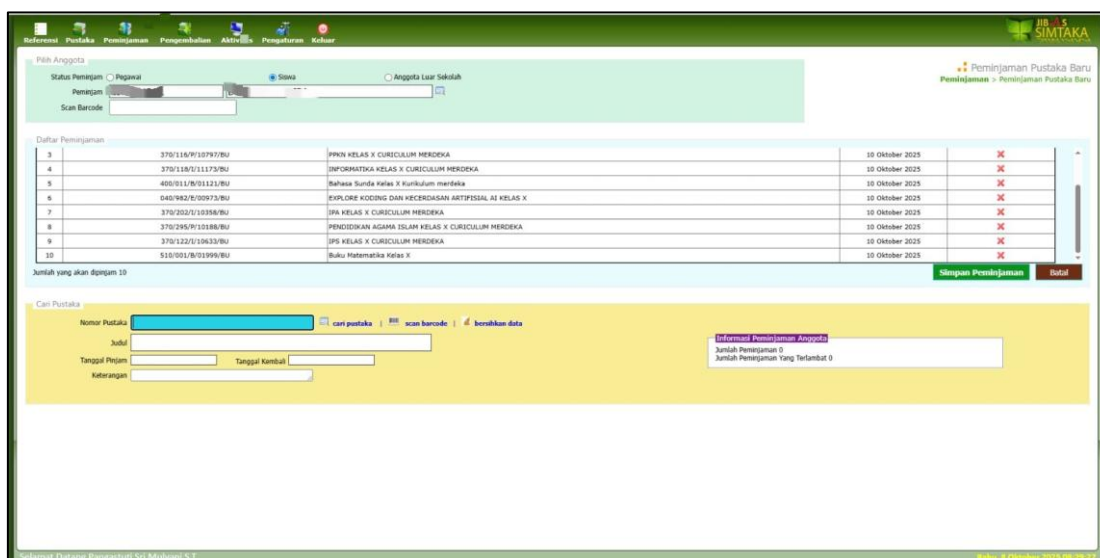 Referensi Pustaka Peminjaman Pengembalian Pengaturan Keluar
SIMTAKA
Pilih Anggota
Status Peminjam Pegawai Siswa Anggota Luar Sekolah
Peminjaman Pustaka Baru
Peminjaman > Peminjaman Pustaka Baru
Peminjam
Scan Barcode
Daftar Peminjaman
3 370/116/P/10797/BU PPKN KELAS X CURICULUM MERDEKA 10 Oktober 2025
4 370/118/I/11173/BU INFORMATIKA KELAS X CURICULUM MERDEKA 10 Oktober 2025
5 400/011/B/01121/BU Bahasa Sunda Kelas X Kurikulum merdeka 10 Oktober 2025
6 040/982/E/00973/BU EXPLORE KODING DAN KECERDASAN ARTIFISIAL AI KELAS X 10 Oktober 2025
7 370/202/I/10358/BU IPA KELAS X CURICULUM MERDEKA 10 Oktober 2025
8 370/295/P/10188/BU PENDIDIKAN AGAMA ISLAM KELAS X CURICULUM MERDEKA 10 Oktober 2025
9 370/122/I/10633/BU IPS KELAS X CURICULUM MERDEKA 10 Oktober 2025
10 510/001/B/01999/BU Buku Matematika Kelas X 10 Oktober 2025
Jumlah yang akan dipinjam 10 Simpan Peminjaman Batal
Cari Pustaka
Nomor Pustaka cari pustaka | scan barcode | bersihkan data
Judul
Tanggal Pinjam Tanggal Kembali
Keterangan
Informasi Peminjaman Anggota
Jumlah Peminjaman 0
Jumlah Peminjaman Yang Terlambat 0
Selamat Datang Pangastuti Sri Mulyani S.T